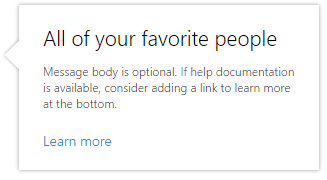 All of your favorite people
Message body is optional. If help documentation
is available, consider adding a link to learn more
at the bottom.
Learn more